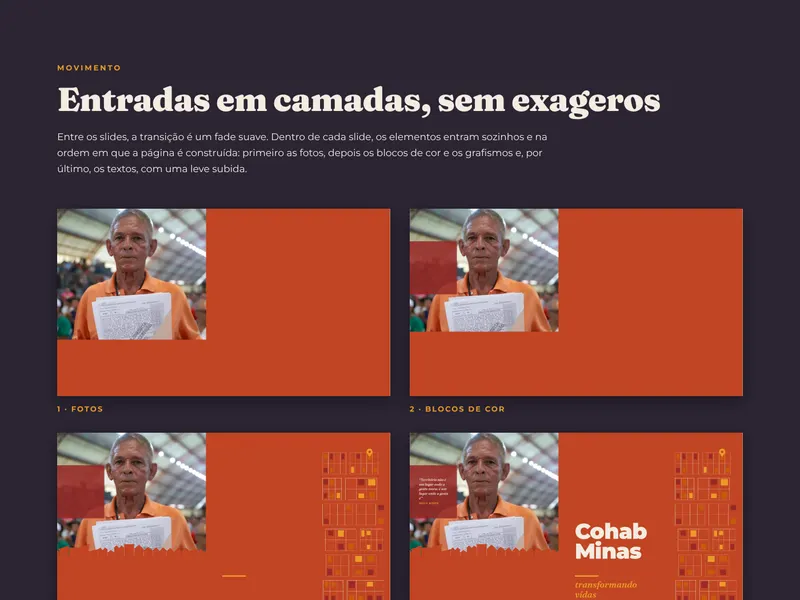 MOVIMENTO
Entradas em camadas, sem exageros
Entre os slides, a transição é um fade suave. Dentro de cada slide, os elementos entram sozinhos e na
ordem em que a página é construída: primeiro as fotos, depois os blocos de cor e os grafismos e, por
último, os textos, com uma leve subida.
1 · FOTOS
2 · BLOCOS DE COR
Cohab
Minas
transformando
vidas